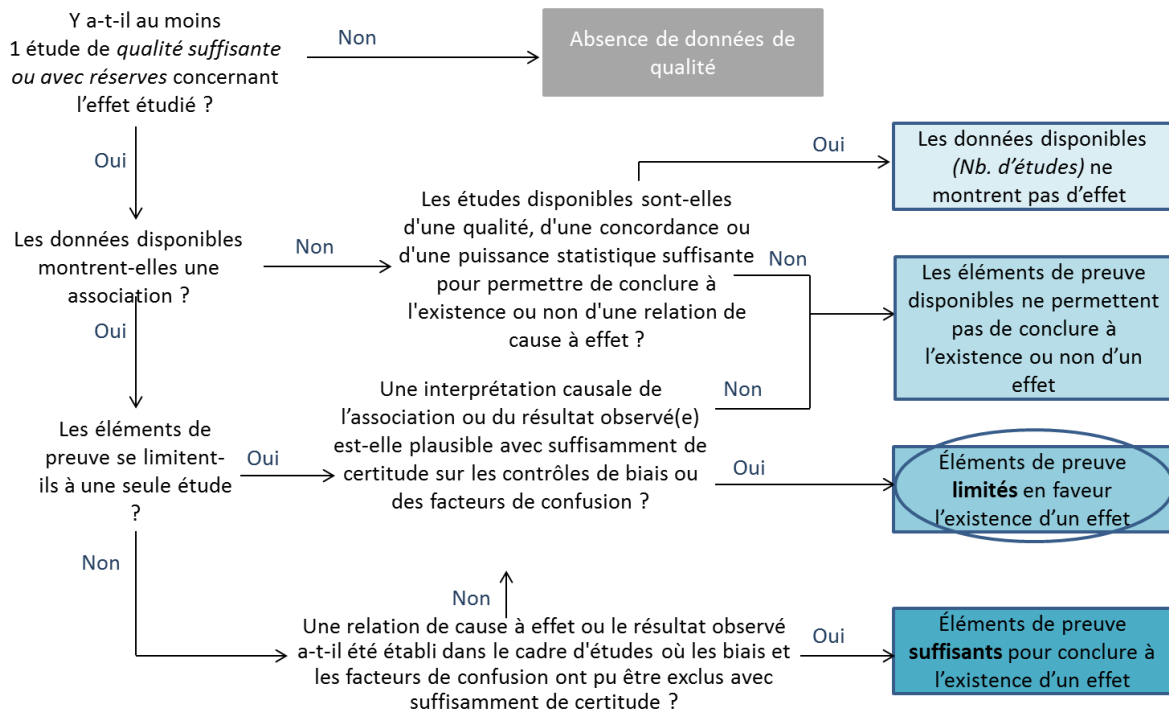 Y a-t-il au moins
1 étude de qualité suffisante
ou avec réserves concernant
l'effet étudié ?
Non
Absence de données de
qualité
Oui
Les données disponibles
montrent-elles une
association ?
Non
Les études disponibles sont-elles
d'une qualité, d'une concordance ou
d'une puissance statistique suffisante
pour permettre de conclure à
l'existence ou non d'une relation de
cause à effet ?
Oui
Les données disponibles
(Nb. d'études) ne
montrent pas d'effet
Non
Les éléments de preuve
disponibles ne permettent
pas de conclure à
l'existence ou non d'un
effet
Oui
Les éléments de
preuve se limitent-
ils à une seule étude
?
Oui
Une interprétation causale de
l'association ou du résultat observé(e)
est-elle plausible avec suffisamment de
certitude sur les contrôles de biais ou
des facteurs de confusion ?
Non
Oui
Éléments de preuve
limités en faveur
l'existence d'un effet
Non
Non
Une relation de cause à effet ou le résultat observé
a-t-il été établi dans le cadre d'études où les biais et
les facteurs de confusion ont pu être exclus avec
suffisamment de certitude ?
Oui
Éléments de preuve
suffisants pour conclure à
l'existence d'un effet